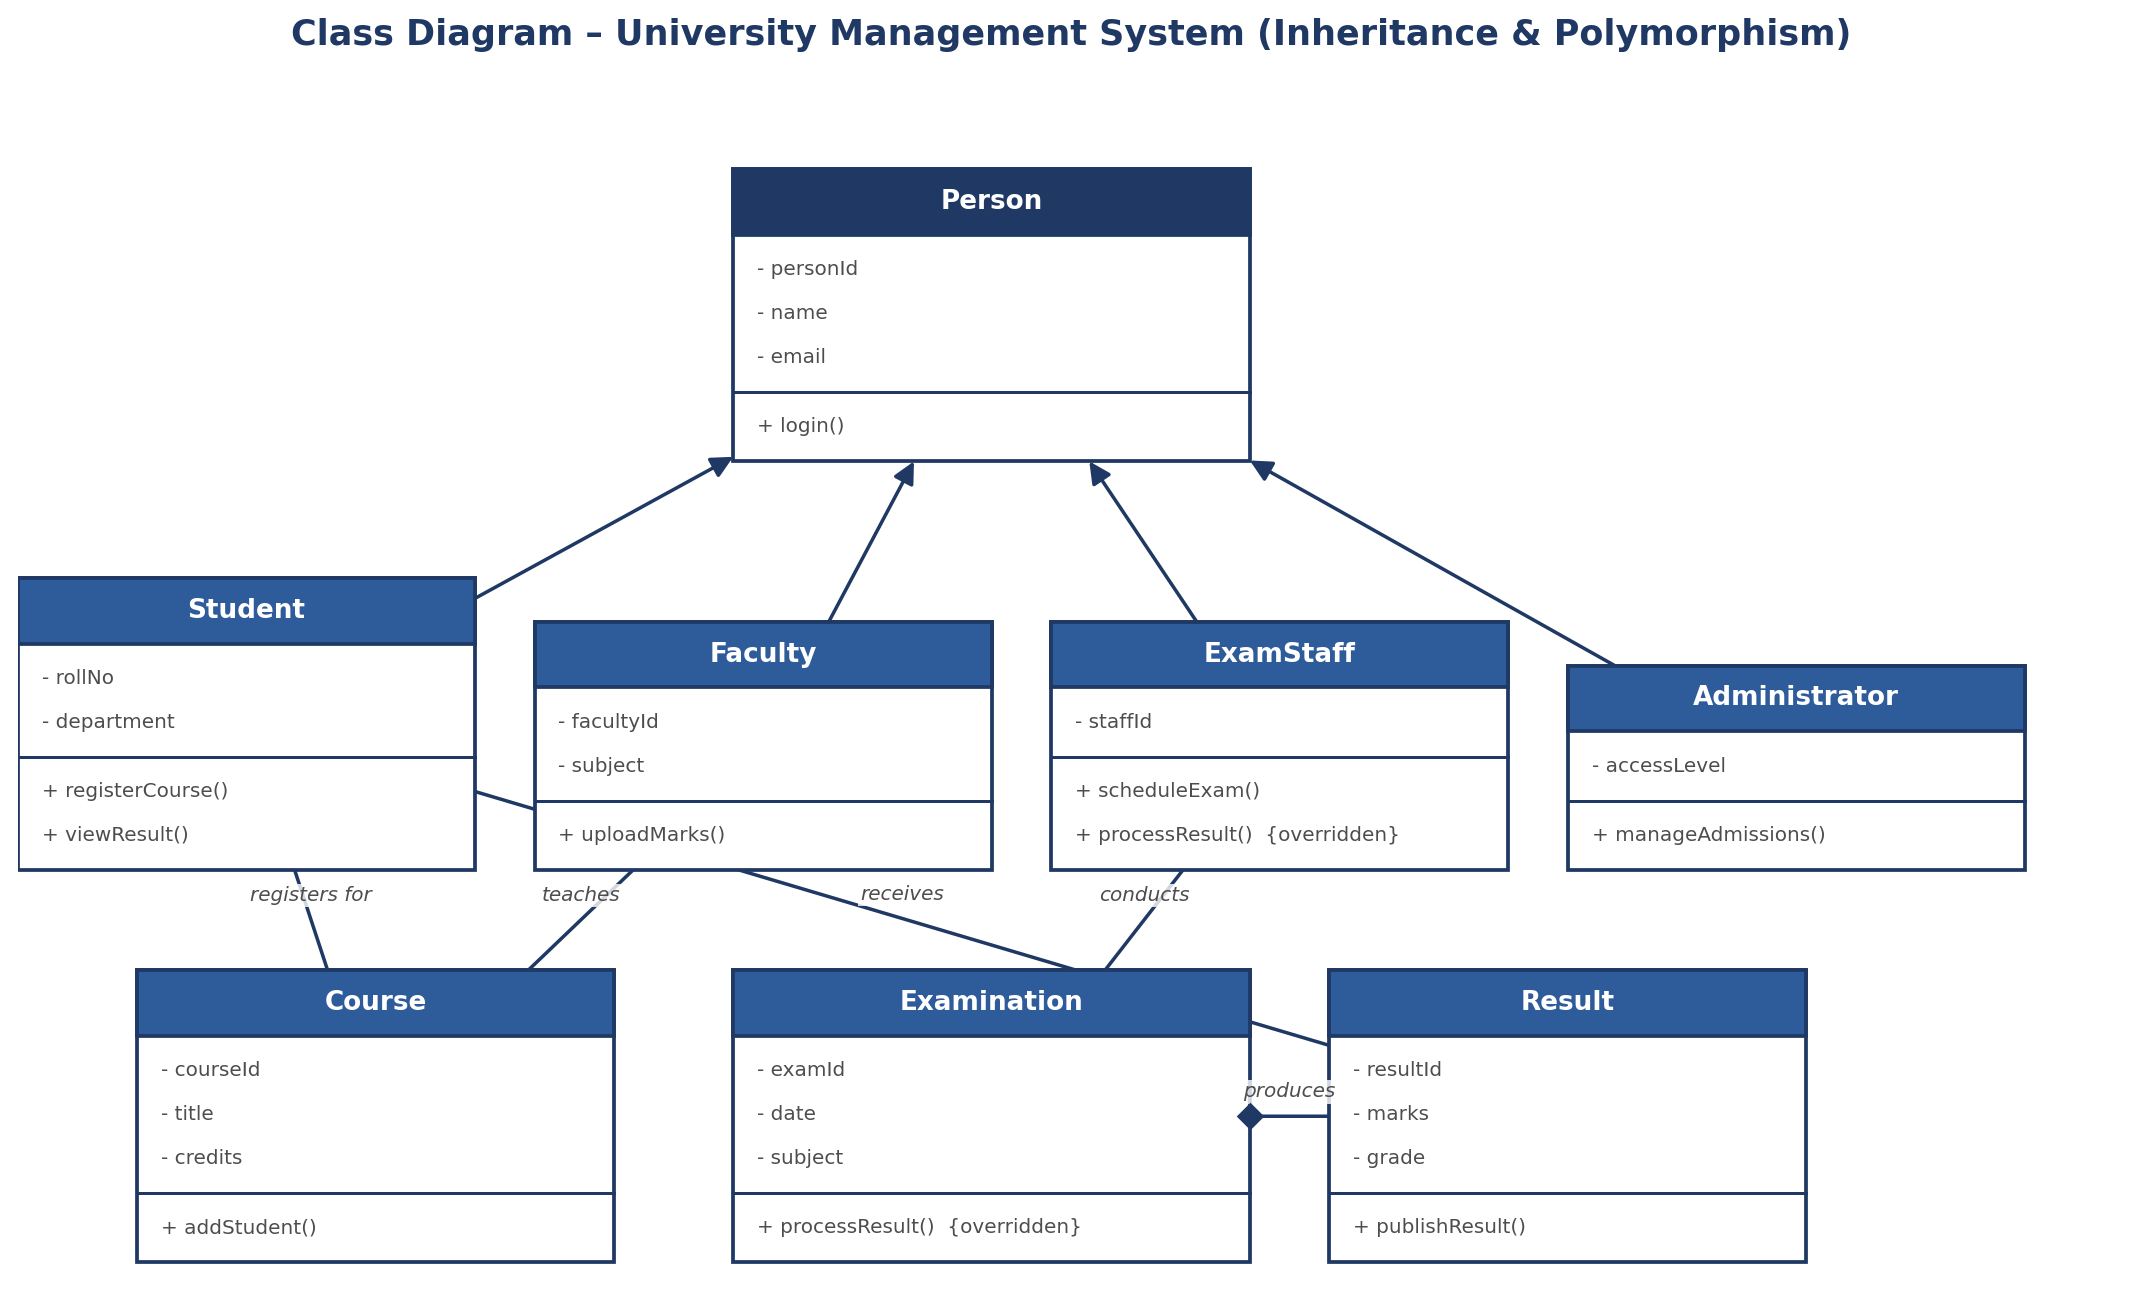 Class Diagram – University Management System (Inheritance & Polymorphism)
Person
- personId
- name
- email
+ login()
Student
- rollNo
- department
+ registerCourse()
+ viewResult()
Faculty
- facultyId
- subject
+ uploadMarks()
ExamStaff
- staffId
+ scheduleExam()
+ processResult()  {overridden}
Administrator
- accessLevel
+ manageAdmissions()
registers for
teaches
receives
conducts
Course
- courseId
- title
- credits
+ addStudent()
Examination
- examId
- date
- subject
+ processResult()  {overridden}
produces
Result
- resultId
- marks
- grade
+ publishResult()